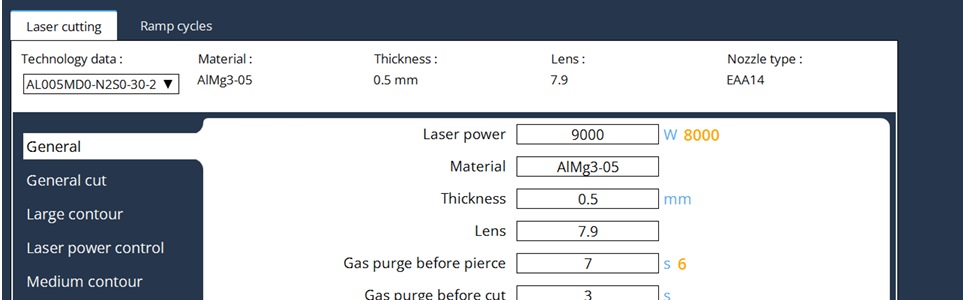 Laser cutting Ramp cycles
Technology data : Material : Thickness : Lens : Nozzle type :
AL005MD0-N2S0-30-2 ▼ AlMg3-05 0.5 mm 7.9 EAA14
General
General cut
Large contour
Laser power control
Medium contour
Laser power 9000 W 8000
Material AlMg3-05
Thickness 0.5 mm
Lens 7.9
Gas purge before pierce 7 s 6
Gas purge before cut 3 s